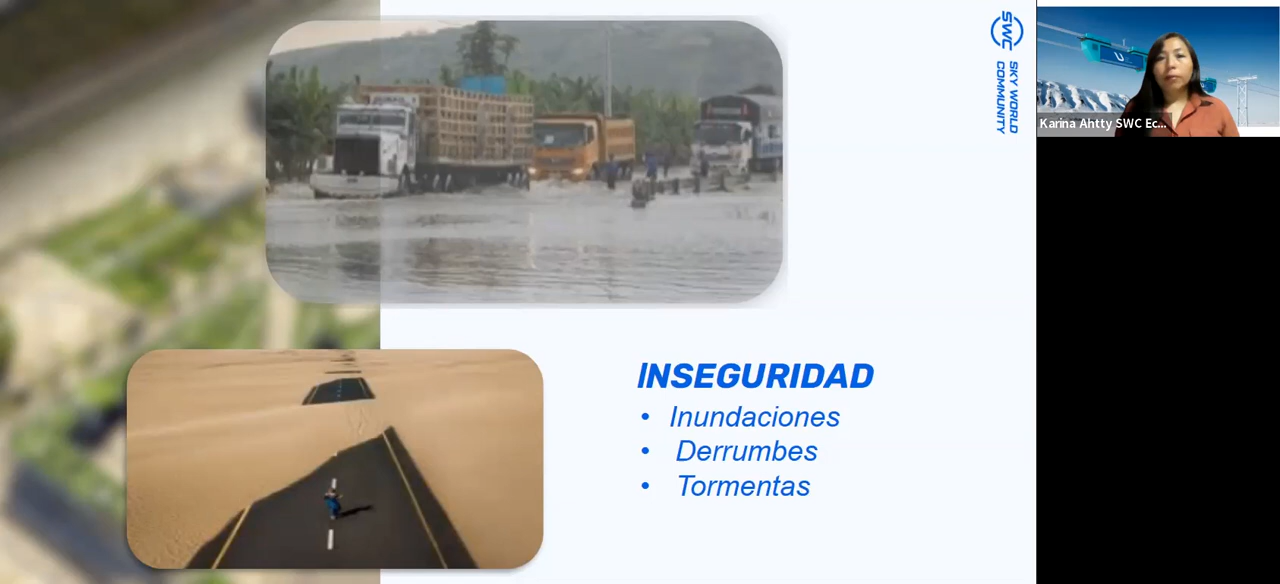 SWC
SKY WORLD
COMMUNITY
Karina Ahtty SWC Ec...
INSEGURIDAD
• Inundaciones
• Derrumbes
• Tormentas